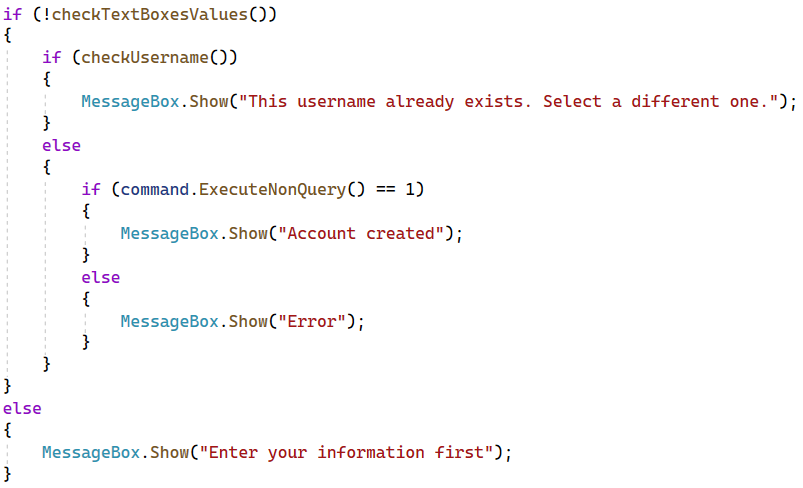 if (!checkTextBoxesValues())
{
    if (checkUsername())
    {
        MessageBox.Show("This username already exists. Select a different one.");
    }
    else
    {
        if (command.ExecuteNonQuery() == 1)
        {
            MessageBox.Show("Account created");
        }
        else
        {
            MessageBox.Show("Error");
        }
    }
}
else
{
    MessageBox.Show("Enter your information first");
}